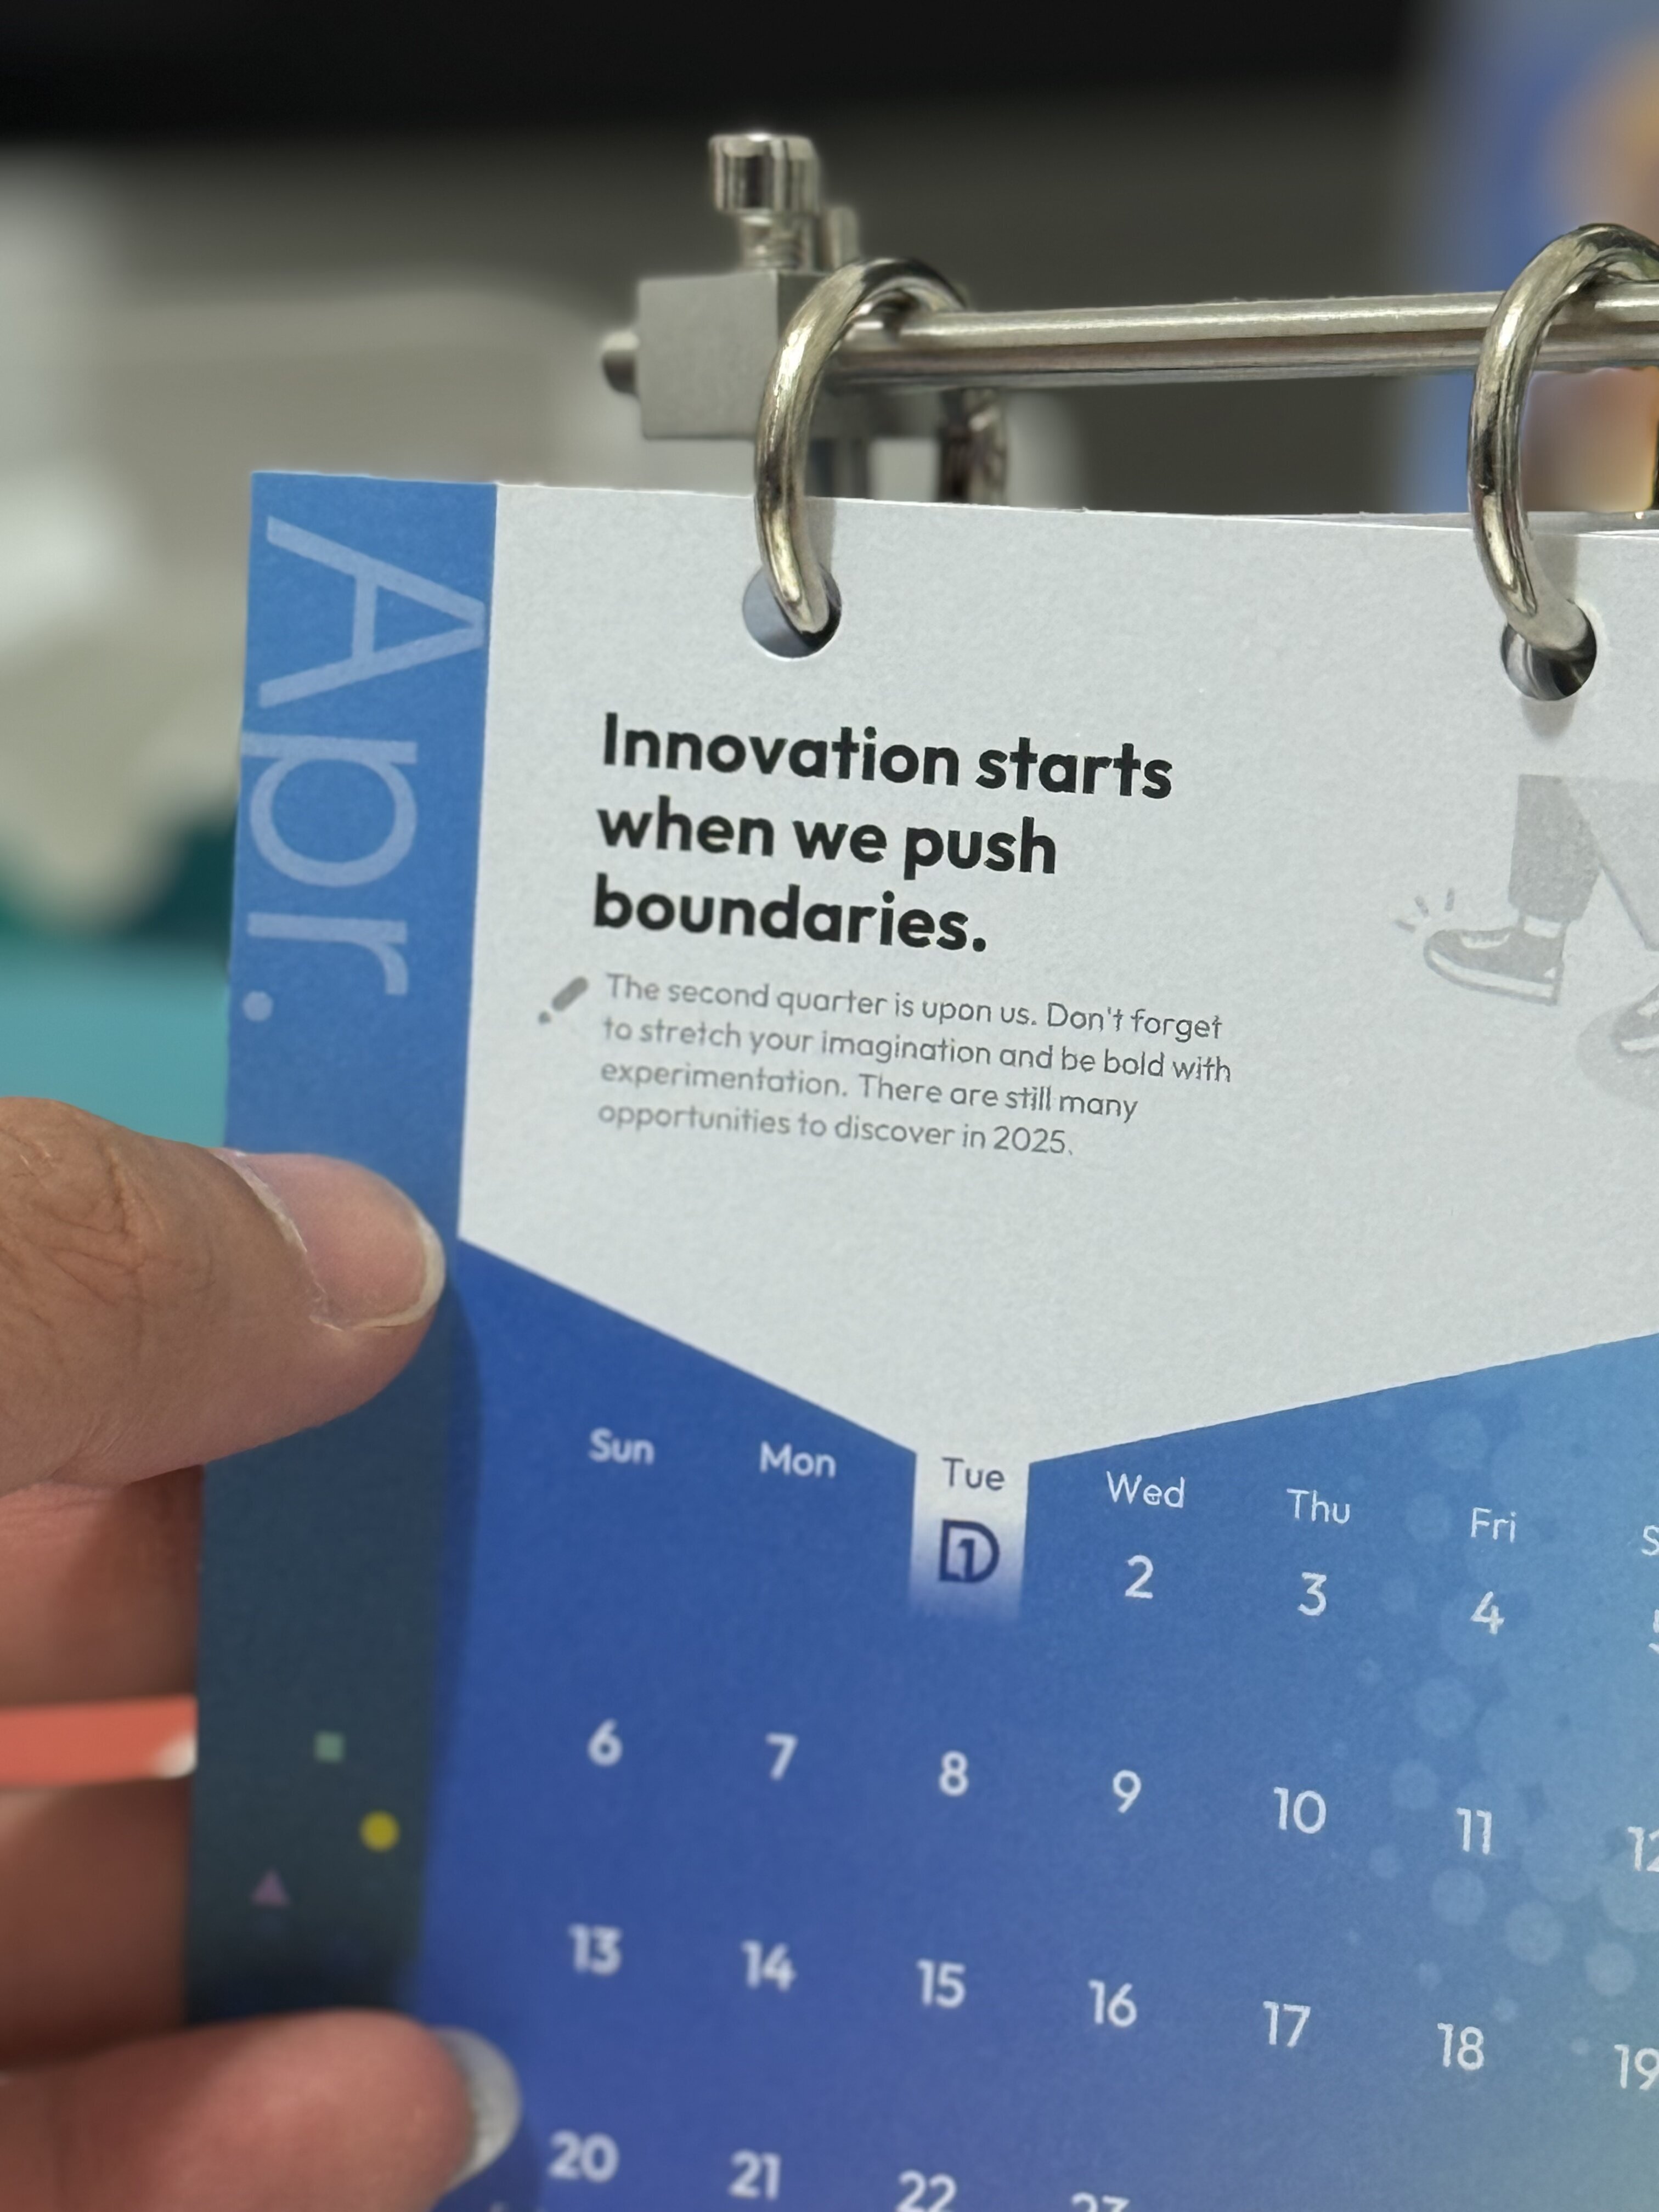 Apr.
Innovation starts
when we push
boundaries.
The second quarter is upon us. Don't forget
to stretch your imagination and be bold with
experimentation. There are still many
opportunities to discover in 2025.
Sun Mon Tue Wed Thu Fri
1 2 3 4
6 7 8 9 10 11 12
13 14 15 16 17 18 19
20 21 22 23